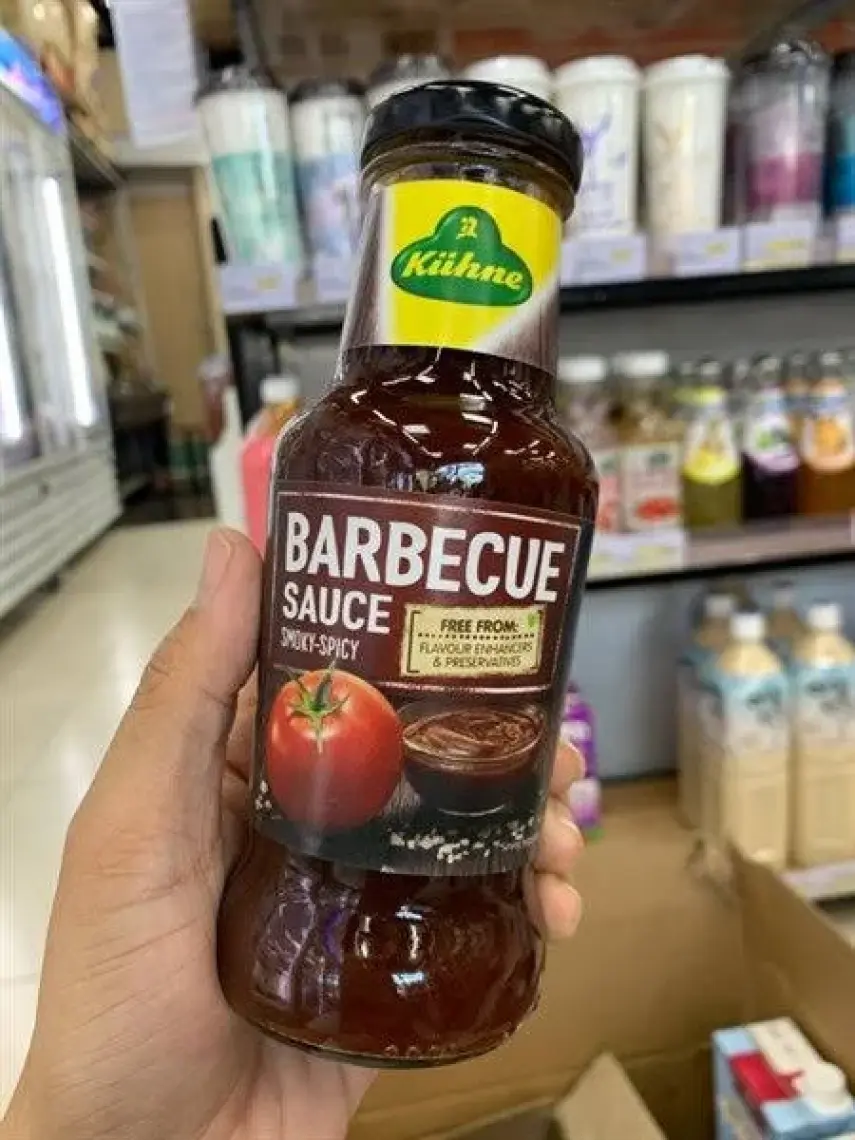 Kühne
BARBECUE
SAUCE
SMOKY-SPICY
FREE FROM:
FLAVOUR ENHANCERS
& PRESERVATIVES